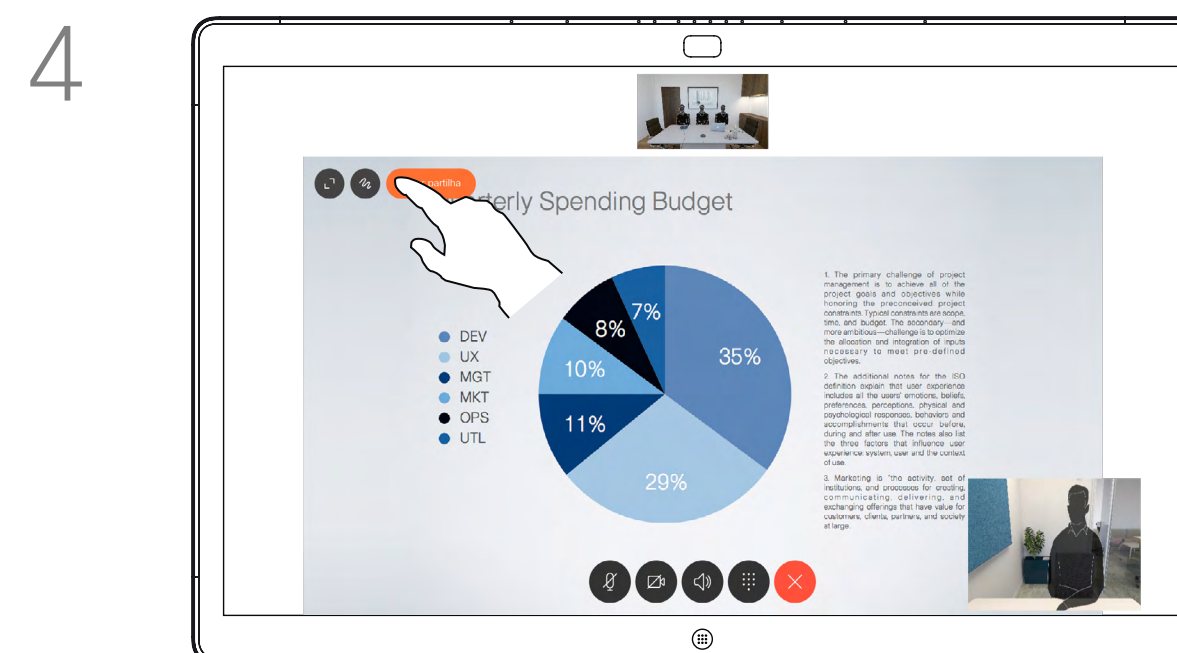 4
partilha
Spending Budget
7%
8%
35%
10%
11%
29%
DEV
UX
MGT
MKT
OPS
UTL
1. The primary challenge of project
management is to achieve all of the
project goals and objectives while
honoring the preconceived project
constraints. Typical constraints are scope,
time, and budget. The secondary—and
more ambitious—challenge is to optimize
the allocation and integration of inputs
necessary to meet pre-defined
objectives.
2. The additional notes for the ISO
definition explain that user experience
includes all the users' emotions, beliefs,
preferences, perceptions, physical and
psychological responses, behaviors and
accomplishments that occur before,
during and after use. The notes also list
the three factors that influence user
experience: system, user and the context
of use.
3. Marketing is "the activity, set of
institutions, and processes for creating,
communicating, delivering, and
exchanging offerings that have value for
customers, clients, partners, and society
at large.